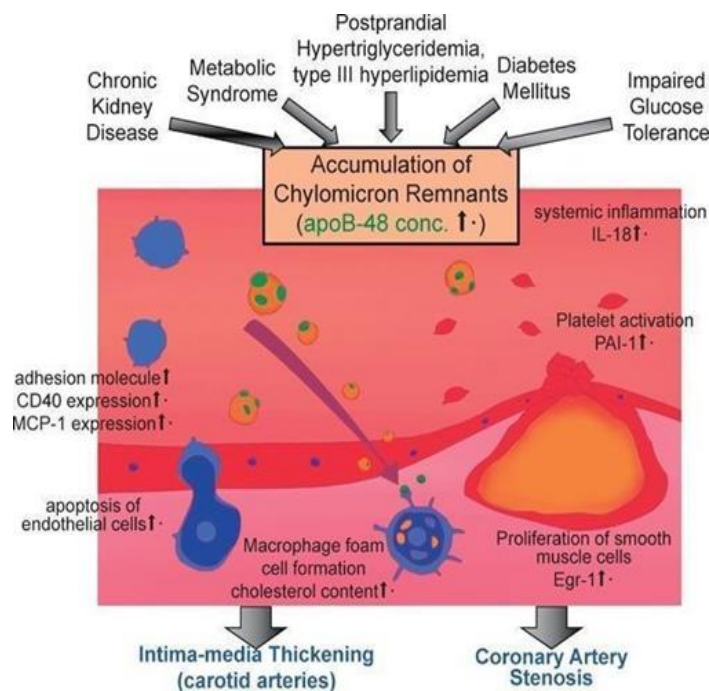 Chronic
Kidney
Disease
Metabolic
Syndrome
Postprandial
Hypertriglyceridemia,
type III hyperlipidemia
Diabetes
Mellitus
Impaired
Glucose
Tolerance
Accumulation of
Chylomicron Remnants
(apoB-48 conc. ↑·)
systemic inflammation
IL-18↑·
Platelet activation
PAI-1↑·
adhesion molecule↑
CD40 expression↑·
MCP-1 expression↑·
apoptosis of
endothelial cells↑·
Macrophage foam
cell formation
cholesterol content↑·
Proliferation of smooth
muscle cells
Egr-1↑·
Intima-media Thickening
(carotid arteries)
Coronary Artery
Stenosis